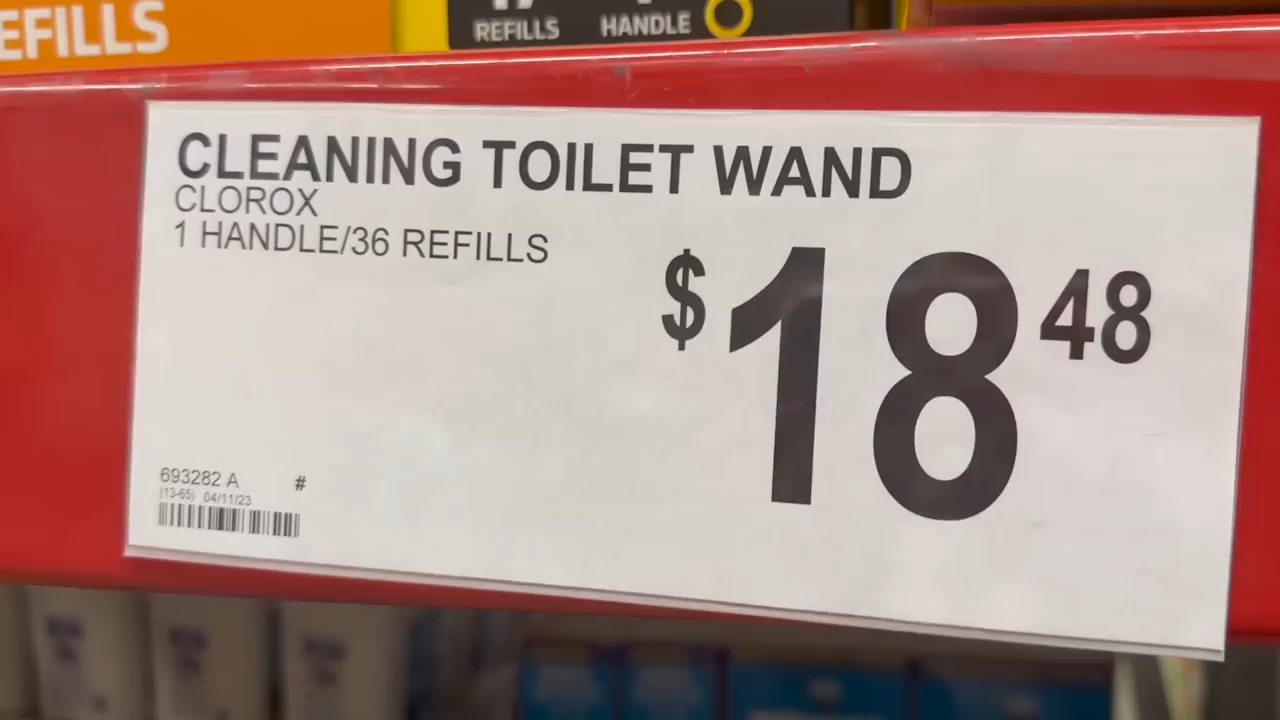 EFILLS
REFILLS HANDLE
CLEANING TOILET WAND
CLOROX
1 HANDLE/36 REFILLS
$18 48
693282 A #
(13-65) 04/11/23